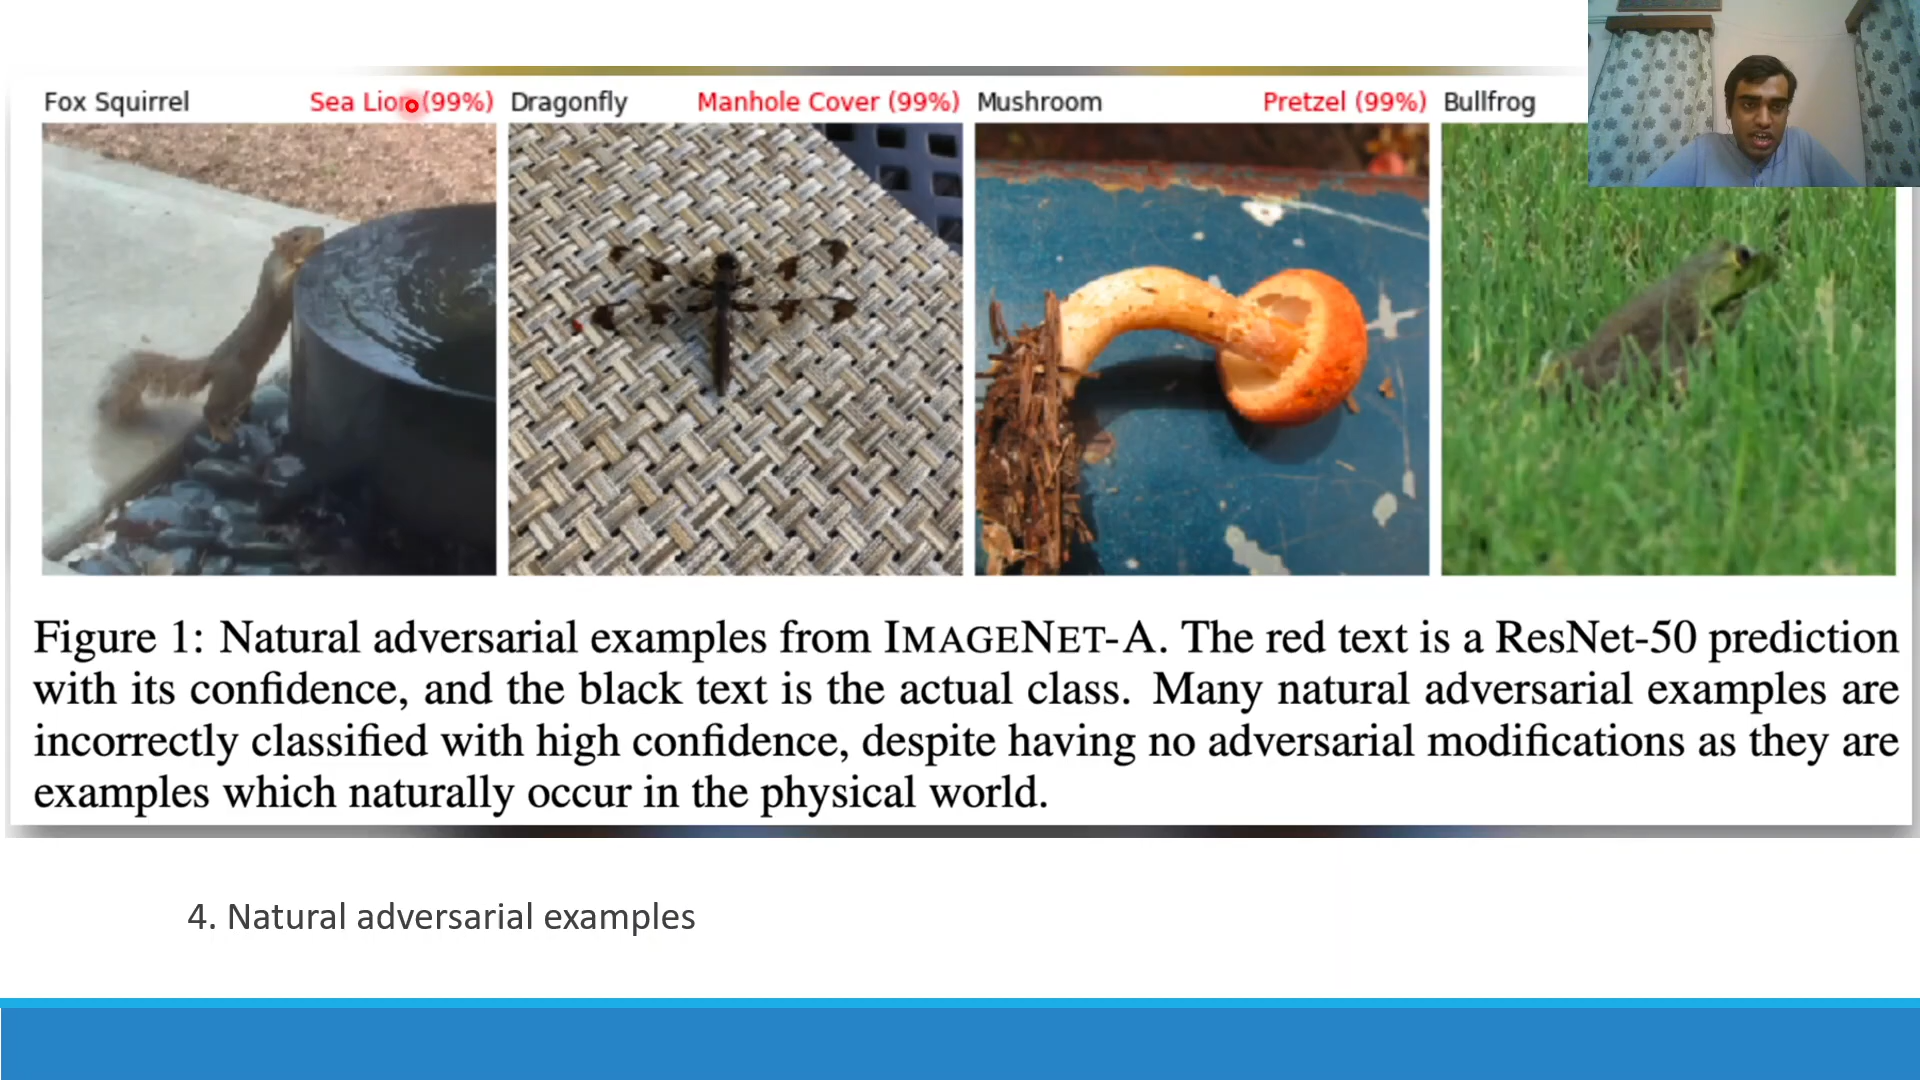 Fox Squirrel Sea Lion (99%) Dragonfly Manhole Cover (99%) Mushroom Pretzel (99%) Bullfrog
Figure 1: Natural adversarial examples from IMAGENET-A. The red text is a ResNet-50 prediction
with its confidence, and the black text is the actual class. Many natural adversarial examples are
incorrectly classified with high confidence, despite having no adversarial modifications as they are
examples which naturally occur in the physical world.
4. Natural adversarial examples